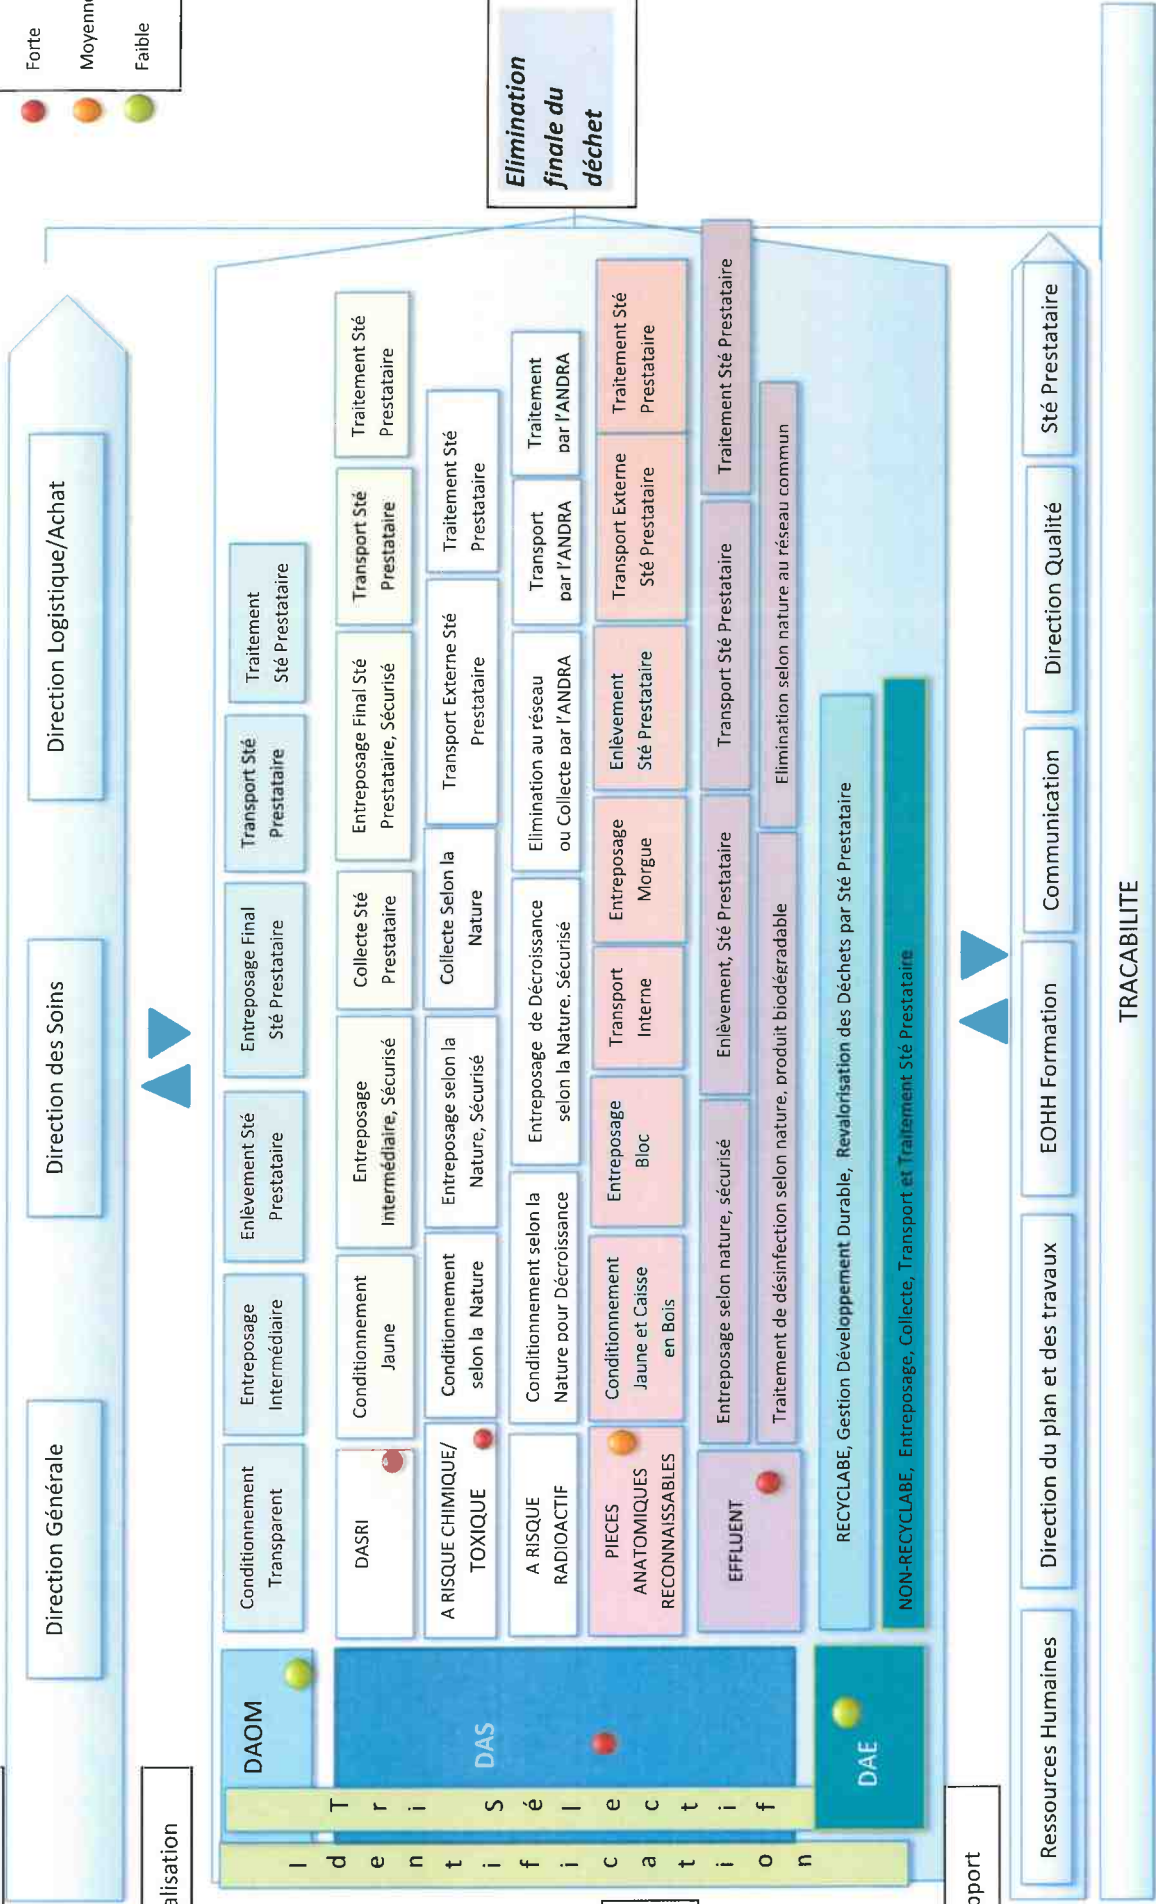 Forte
Moyenne
Faible
Direction Générale
Direction des Soins
Direction Logistique/Achat
alisation
Identification
Tri Sélectif
DAOM
Conditionnement
Transparent
Entreposage
Intermédiaire
Enlèvement Sté
Prestataire
Entreposage Final
Sté Prestataire
Transport Sté
Prestataire
Traitement
Sté Prestataire
DAS
DASRI
Conditionnement
Jaune
Entreposage
Intermédiaire, Sécurisé
Collecte Sté
Prestataire
Entreposage Final Sté
Prestataire, Sécurisé
Transport Sté
Prestataire
Traitement Sté
Prestataire
A RISQUE CHIMIQUE/
TOXIQUE
Conditionnement
selon la Nature
Entreposage selon la
Nature, Sécurisé
Collecte Selon la
Nature
Transport Externe Sté
Prestataire
Traitement Sté
Prestataire
A RISQUE
RADIOACTIF
Conditionnement selon la
Nature pour Décroissance
Entreposage de Décroissance
selon la Nature. Sécurisé
Elimination au réseau
ou Collecte par l'ANDRA
Transport
par l'ANDRA
Traitement
par l'ANDRA
PIECES
ANATOMIQUES
RECONNAISSABLES
Conditionnement
Jaune et Caisse
en Bois
Entreposage
Bloc
Transport
Interne
Entreposage
Morgue
Enlèvement
Sté Prestataire
Transport Externe
Sté Prestataire
Traitement Sté
Prestataire
EFFLUENT
Entreposage selon nature, sécurisé
Enlèvement, Sté Prestataire
Transport Sté Prestataire
Traitement Sté Prestataire
Traitement de désinfection selon nature, produit biodégradable
Elimination selon nature au réseau commun
DAE
RECYCLABE, Gestion Développement Durable, Revalorisation des Déchets par Sté Prestataire
NON-RECYCLABE, Entreposage, Collecte, Transport et Traitement Sté Prestataire
Elimination
finale du
déchet
pport
Ressources Humaines
Direction du plan et des travaux
EOHH Formation
Communication
Direction Qualité
Sté Prestataire
TRACABILITE